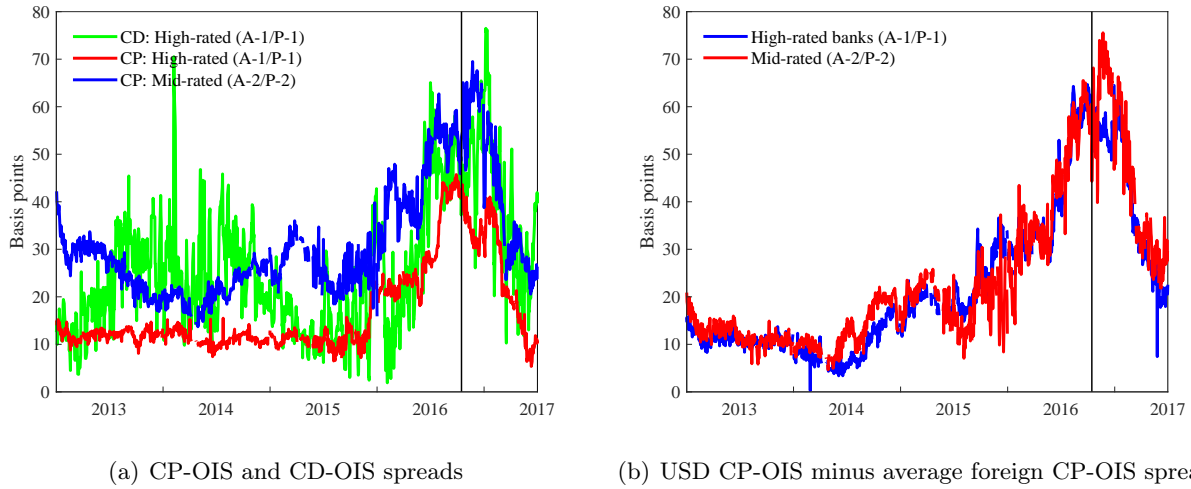 80
70
60
50
40
30
20
10
0
Basis points
CD: High-rated (A-1/P-1)
CP: High-rated (A-1/P-1)
CP: Mid-rated (A-2/P-2)
2013 2014 2015 2016 2017
(a) CP-OIS and CD-OIS spreads
80
70
60
50
40
30
20
10
0
Basis points
High-rated banks (A-1/P-1)
Mid-rated (A-2/P-2)
2013 2014 2015 2016 2017
(b) USD CP-OIS minus average foreign CP-OIS sprea